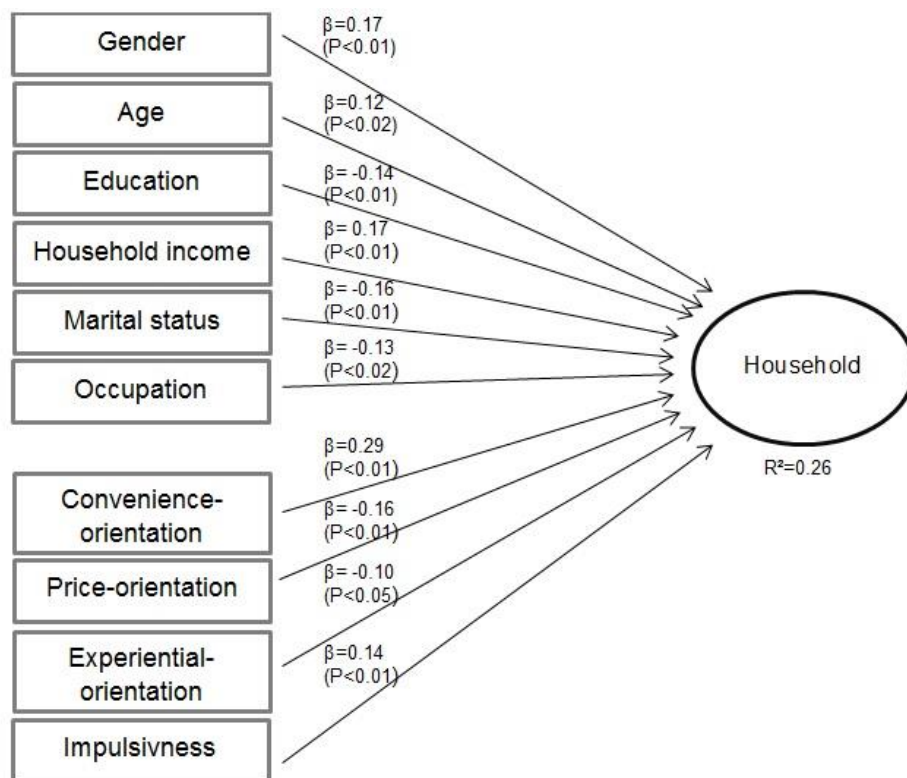 Gender
β=0.17
(P<0.01)
Age
β=0.12
(P<0.02)
Education
β= -0.14
(P<0.01)
Household income
β= 0.17
(P<0.01)
Marital status
β= -0.16
(P<0.01)
Occupation
β= -0.13
(P<0.02)
Household
R²=0.26
Convenience-
orientation
β=0.29
(P<0.01)
Price-orientation
β= -0.16
(P<0.01)
Experiential-
orientation
β= -0.10
(P<0.05)
Impulsivness
β=0.14
(P<0.01)